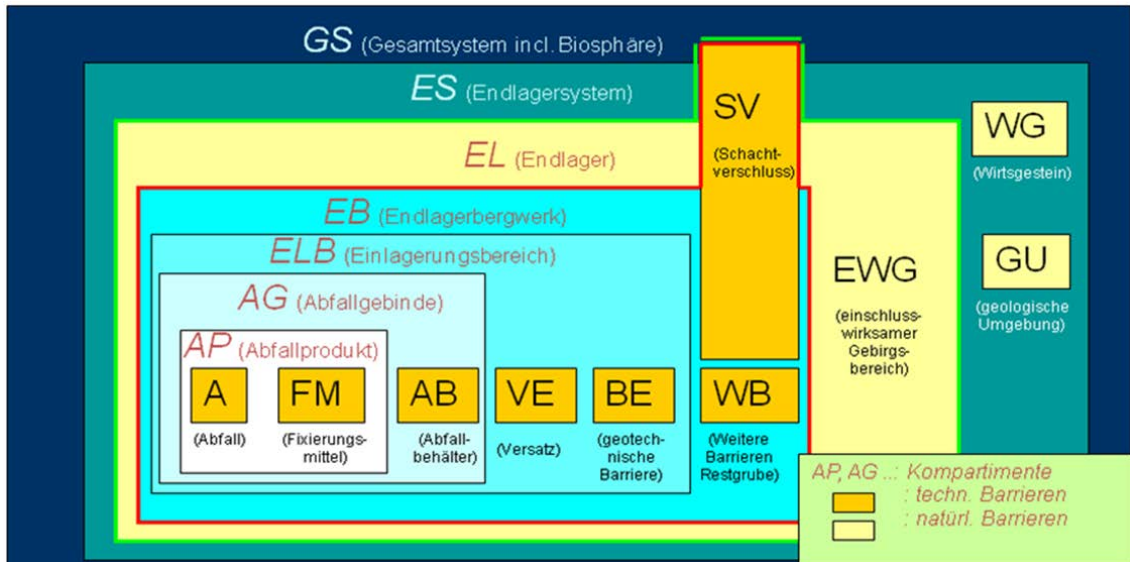 GS (Gesamtsystem incl. Biosphäre)
ES (Endlagersystem)
EL (Endlager)
EB (Endlagerbergwerk)
ELB (Einlagerungsbereich)
AG (Abfallgebinde)
AP (Abfallprodukt)
A
(Abfall)
FM
(Fixierungs-
mittel)
AB
(Abfall-
behälter)
VE
(Versatz)
BE
(geotech-
nische
Barriere)
WB
(Weitere
Barrieren
Restgrube)
SV
(Schacht-
verschluss)
EWG
(einschluss-
wirksamer
Gebirgs-
bereich)
WG
(Wirtsgestein)
GU
(geologische
Umgebung)
AP, AG ..: Kompartimente
: techn. Barrieren
: natürl. Barrieren